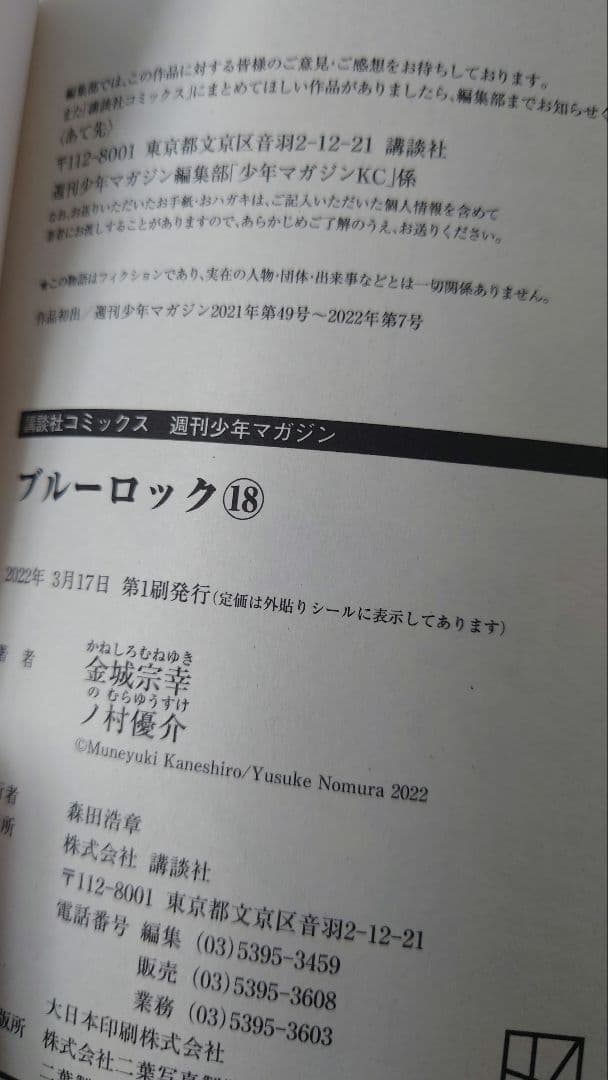 編集部では、この作品に対する皆様のご意見・ご感想をお待ちしております。
また「講談社コミックス」にまとめてほしい作品がありましたら、編集部までお知らせく
〈あて先〉
〒112-8001 東京都文京区音羽2-12-21 講談社
週刊少年マガジン編集部「少年マガジンKC」係
なお、お送りいただいたお手紙・おハガキは、ご記入いただいた個人情報を含めて
著者にお渡しすることがありますので、あらかじめご了解のうえ、お送りください。
★この物語はフィクションであり、実在の人物・団体・出来事などとは一切関係ありません。
作品初出/週刊少年マガジン2021年第49号〜2022年第7号
講談社コミックス 週刊少年マガジン
ブルーロック⑱
2022年 3月17日 第1刷発行(定価は外貼りシールに表示してあります)
かねしろむねゆき
著 者 金城宗幸
の むらゆうすけ
ノ村優介
©Muneyuki Kaneshiro/Yusuke Nomura 2022
行者 森田浩章
所 株式会社 講談社
〒112-8001 東京都文京区音羽2-12-21
電話番号 編集 (03)5395-3459
販売 (03)5395-3608
業務 (03)5395-3603
大日本印刷株式会社
版所 株式会社二葉写真
二葉